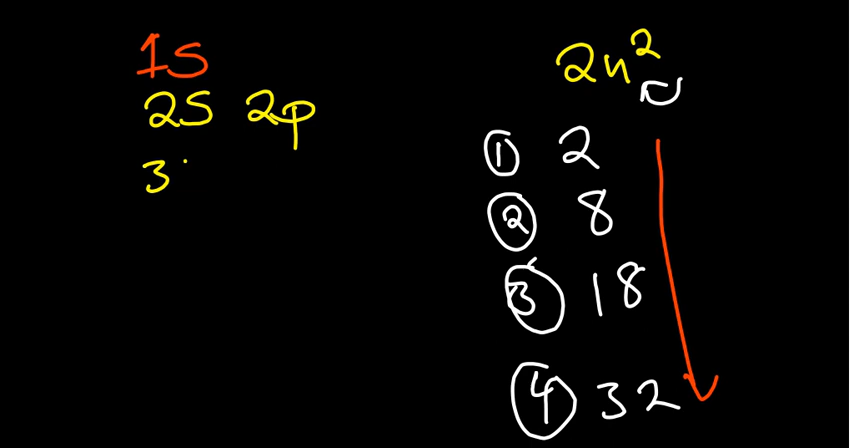 1S
2S 2p
3
2n²
① 2
② 8
③ 18
④ 32